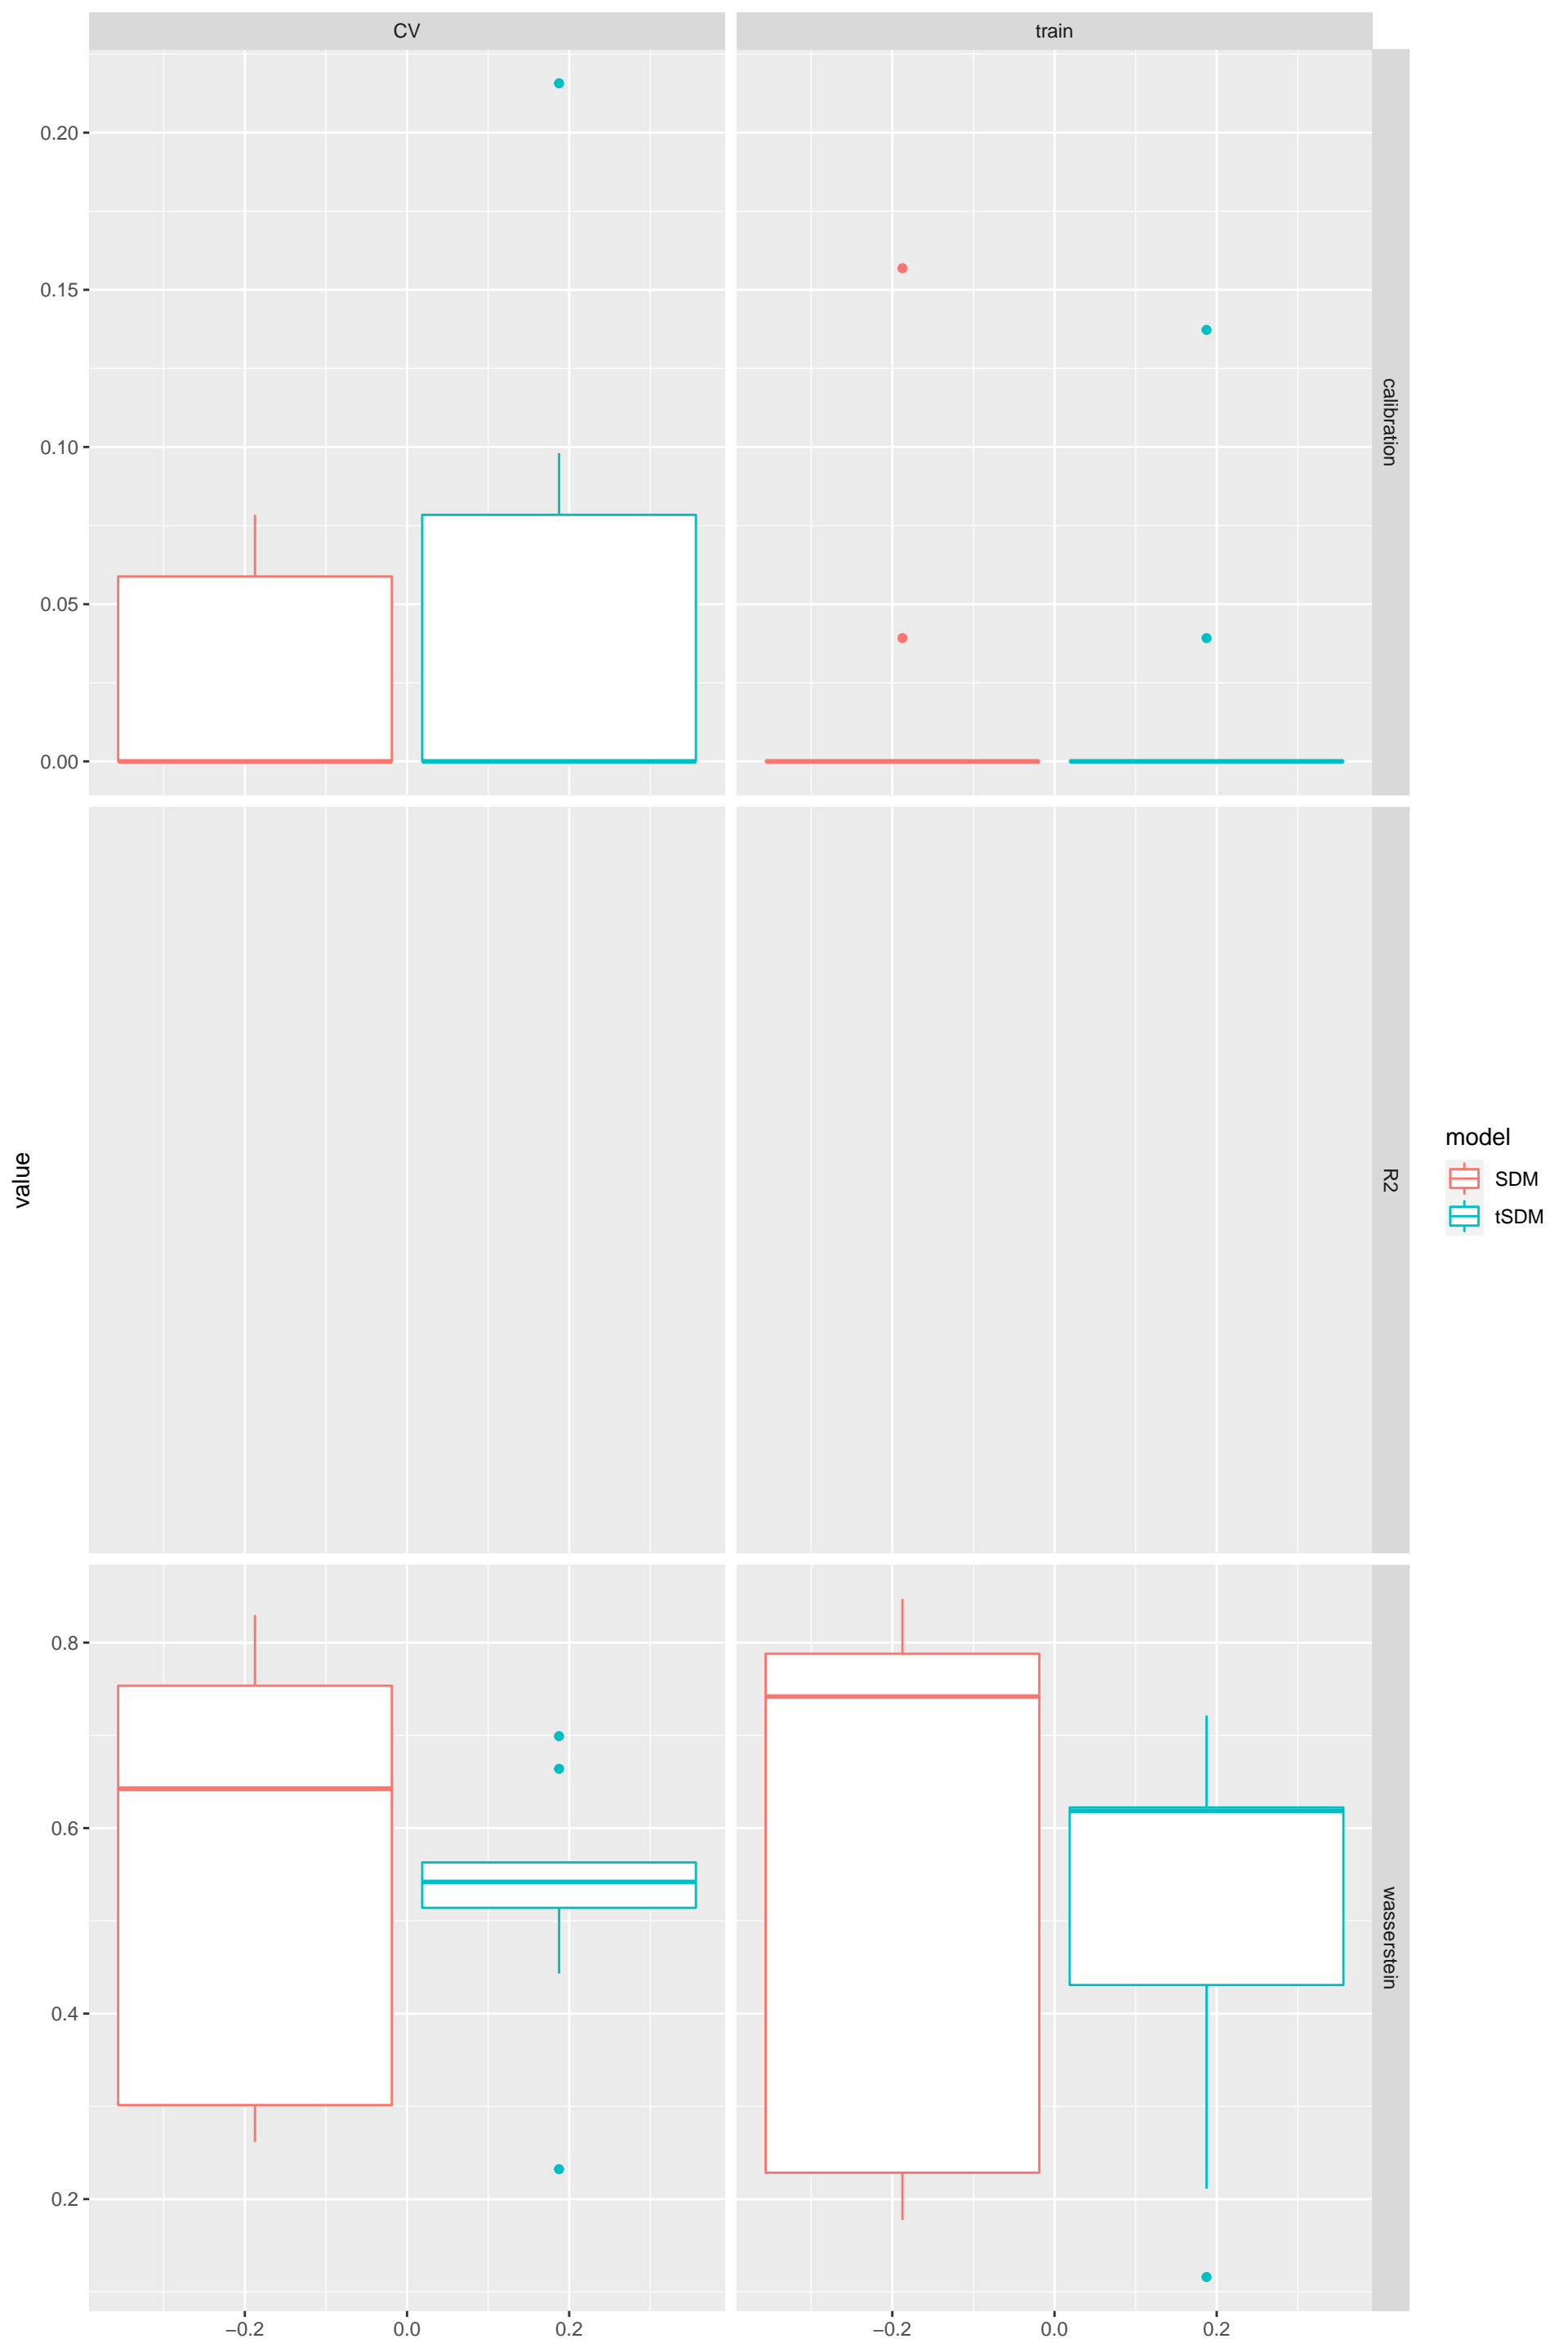 CV
train
0.20
0.15
0.10
0.05
0.00
calibration
R2
value
model
SDM
tSDM
0.8
0.6
0.4
0.2
wasserstein
−0.2 0.0 0.2
−0.2 0.0 0.2